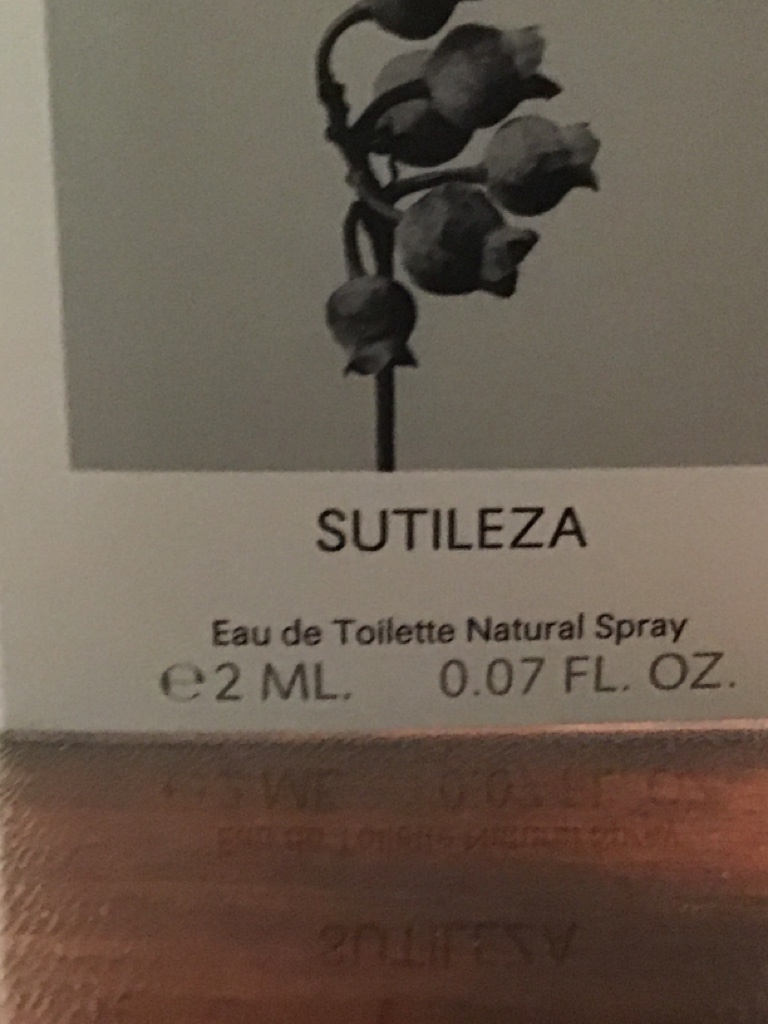 SUTILEZA
Eau de Toilette Natural Spray
℮2 ML. 0.07 FL. OZ.